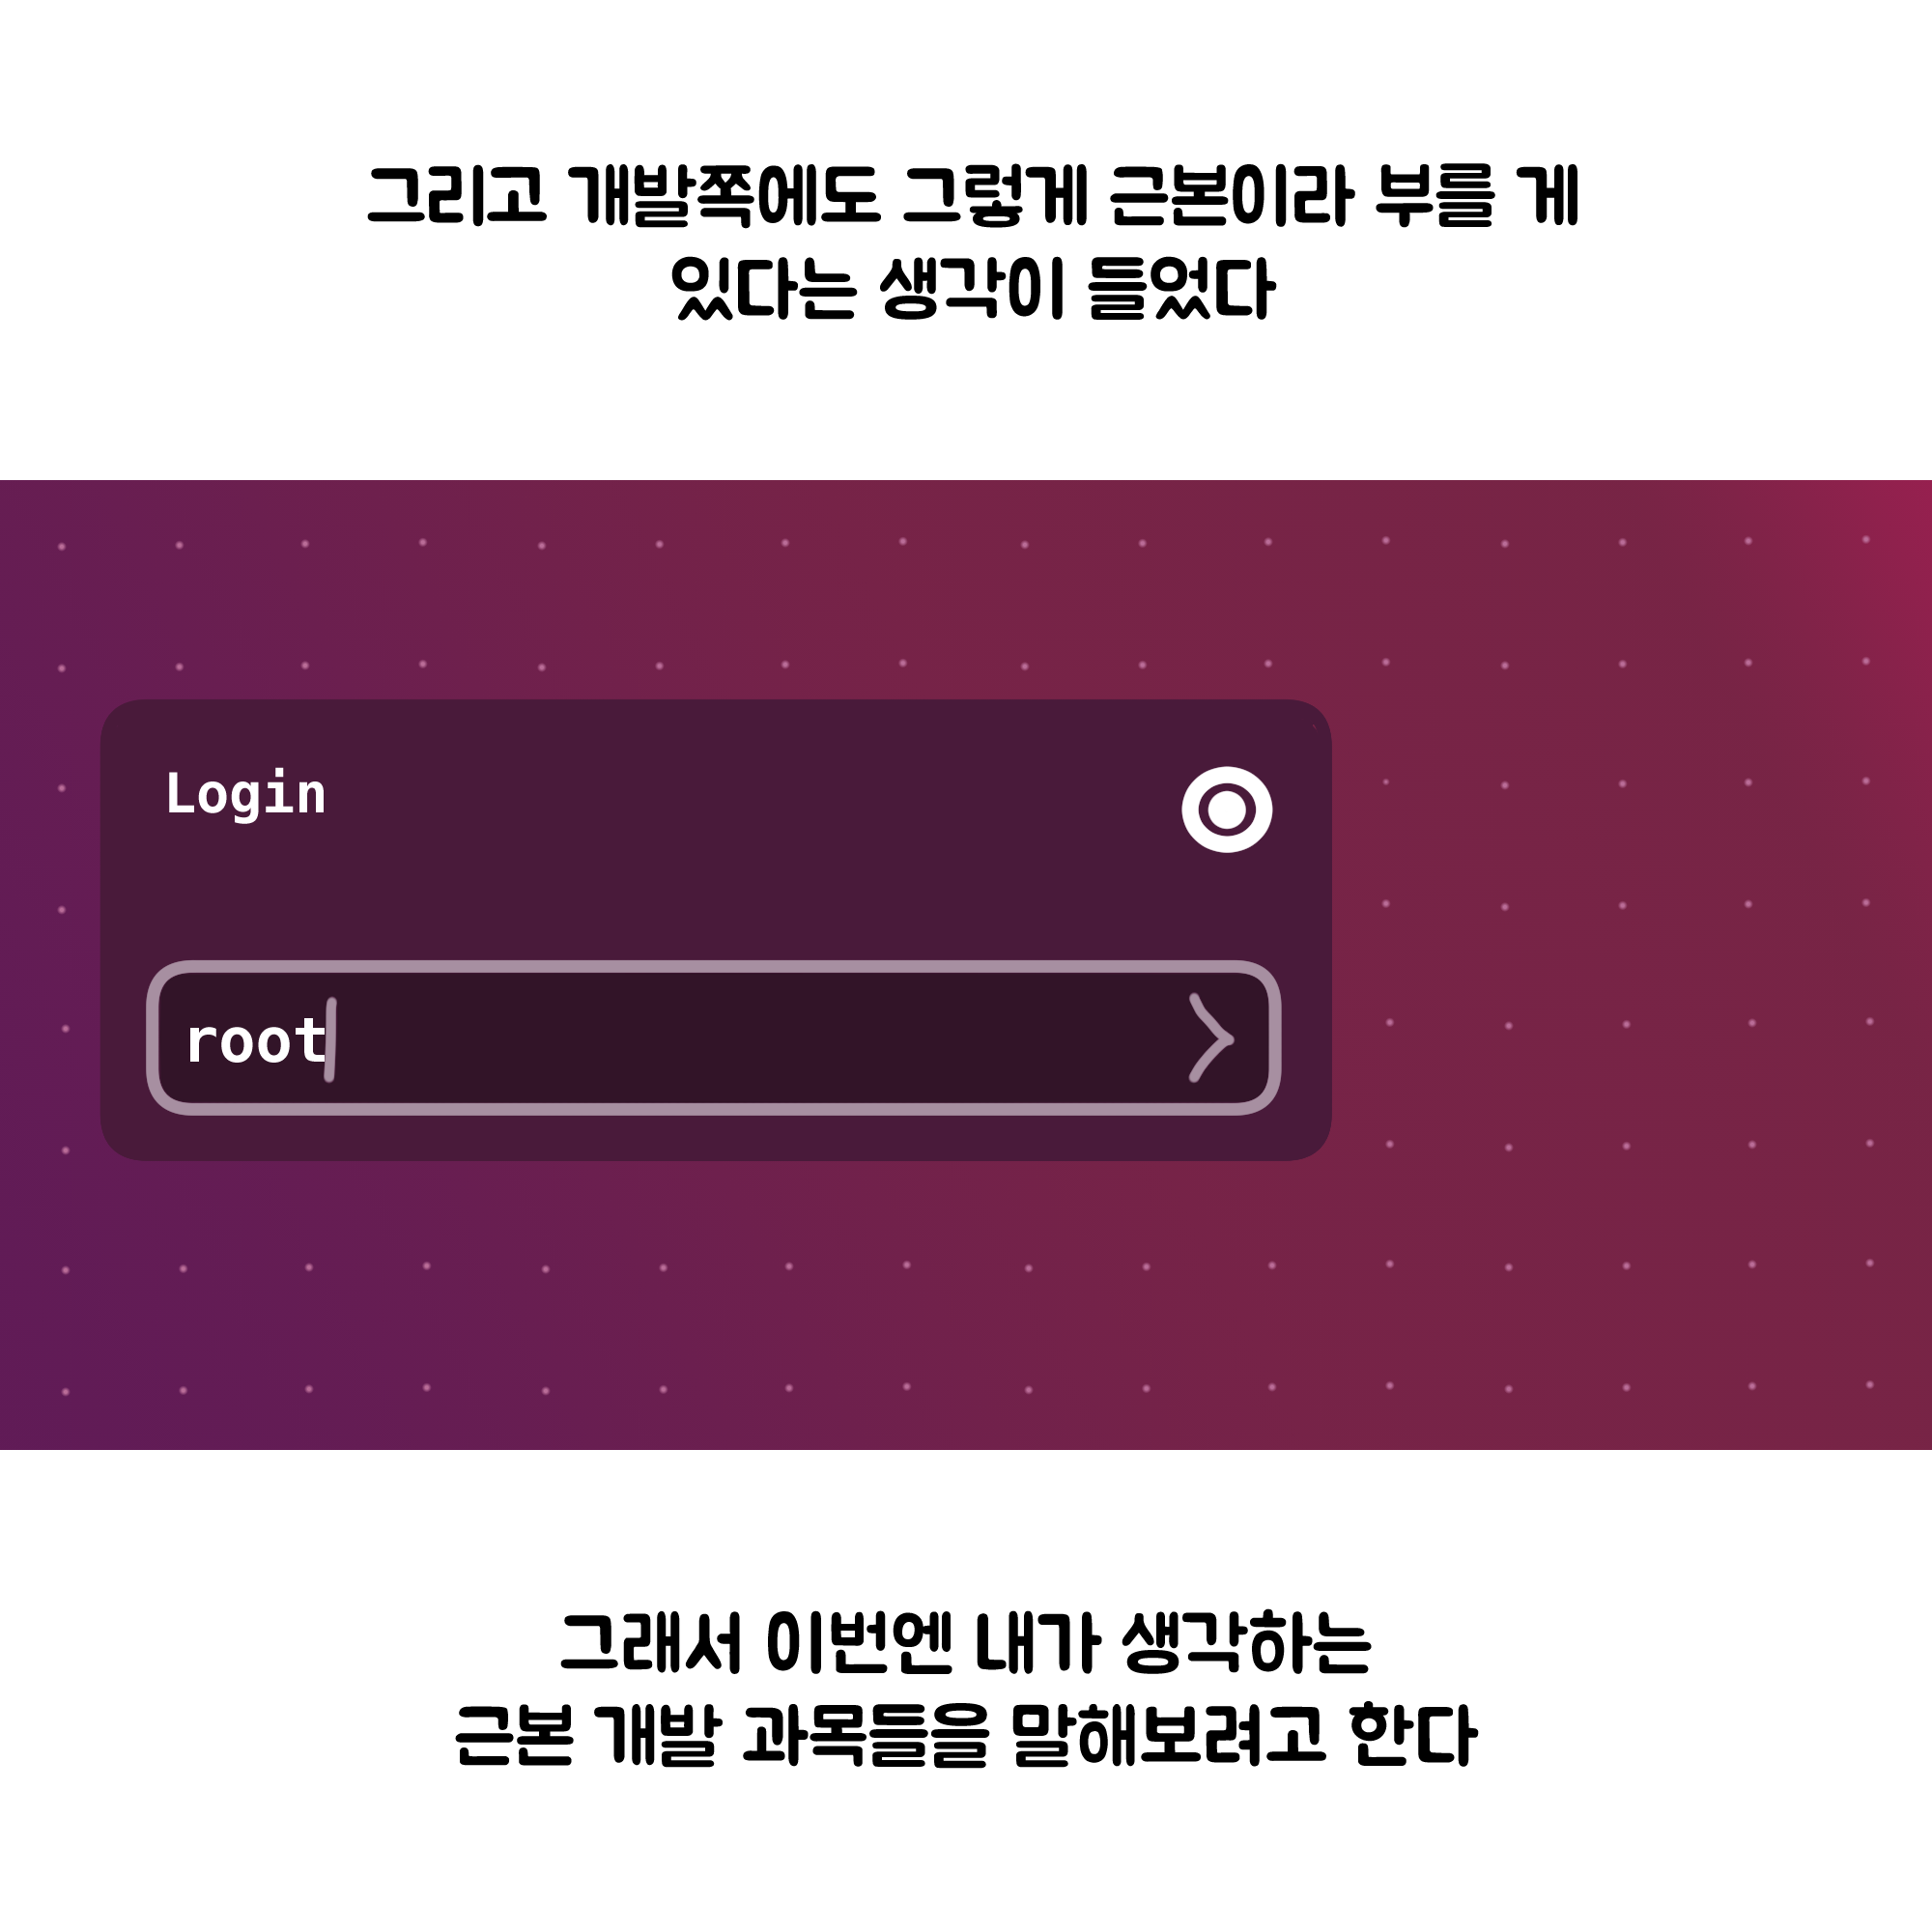 그리고 개발쪽에도 그렇게 근본이라 부를 게
있다는 생각이 들었다
Login
root
그래서 이번엔 내가 생각하는
근본 개발 과목들을 말해보려고 한다